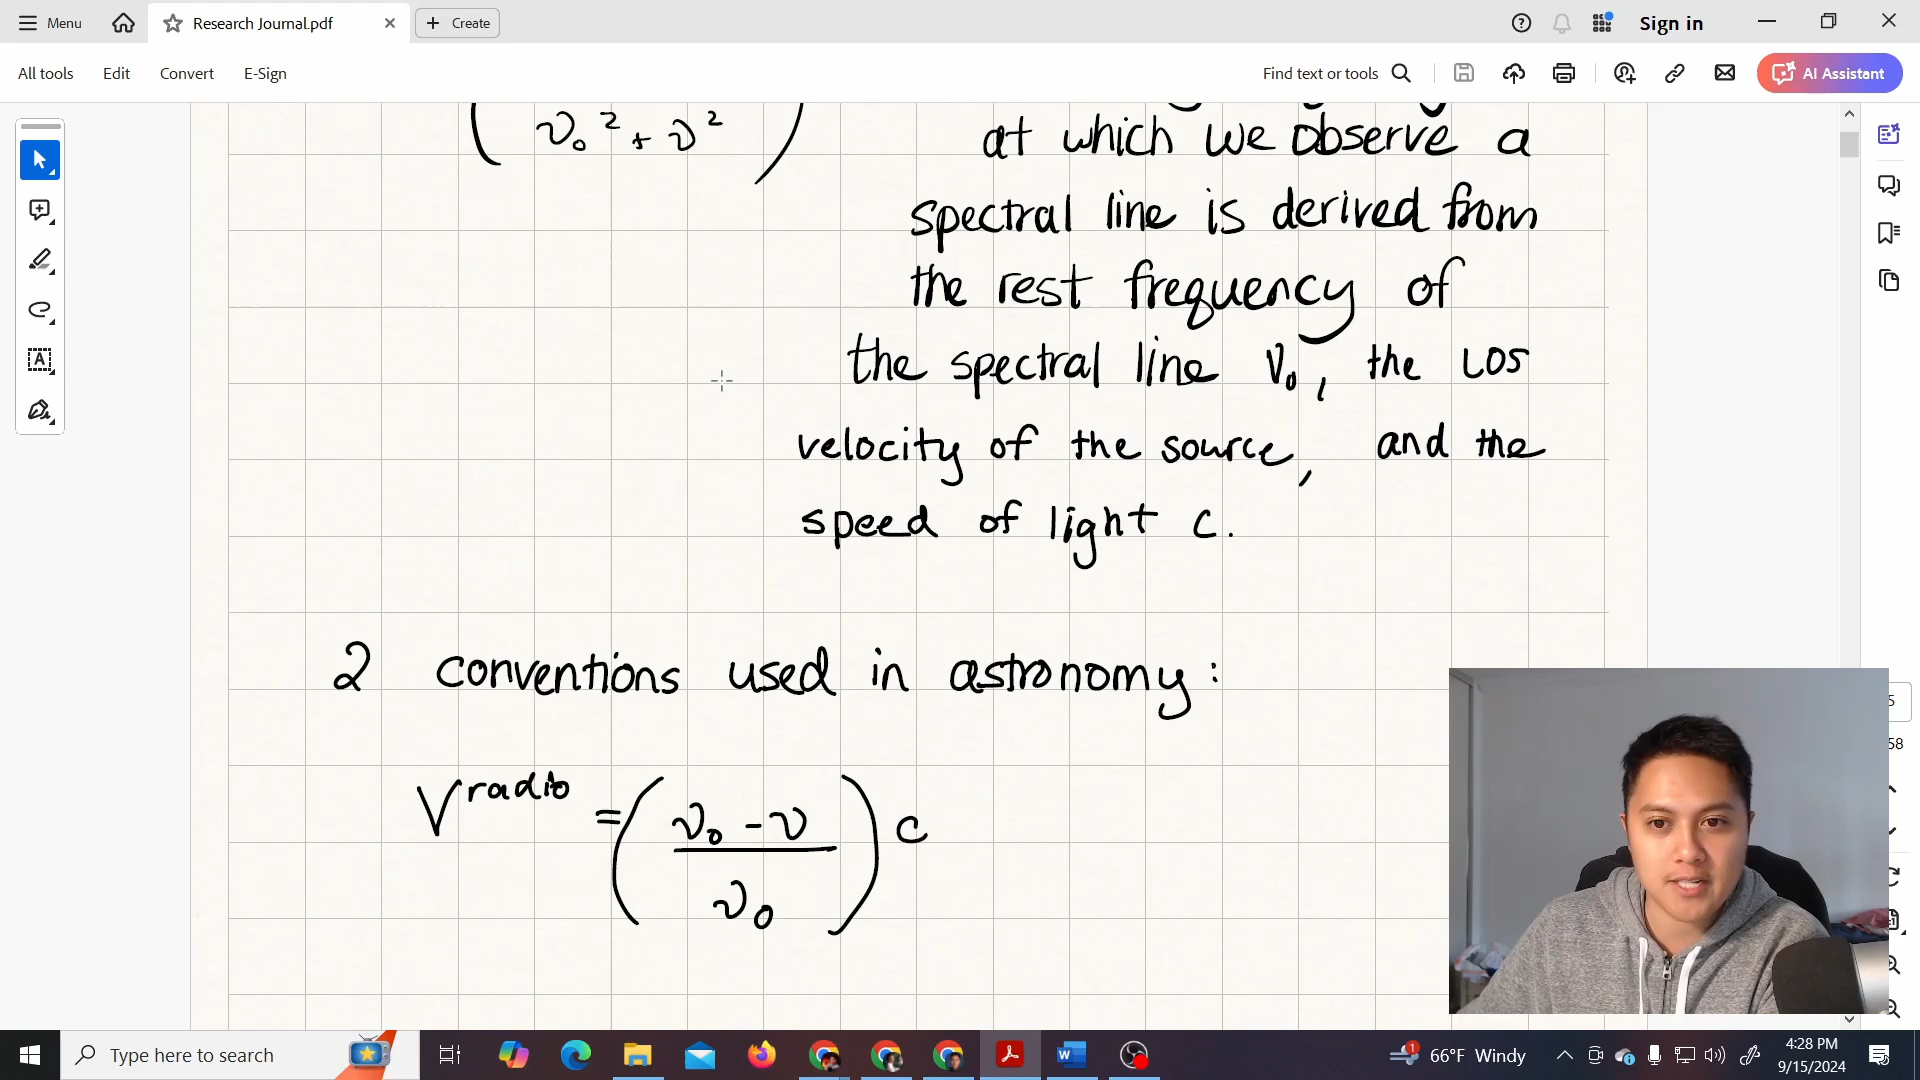 Menu
Research Journal.pdf
Create
Sign in
All tools
Edit
Convert
E-Sign
Find text or tools
AI Assistant
( ν₀² + ν² )
at which we observe a
spectral line is derived from
the rest frequency of
the spectral line ν₀, the LOS
velocity of the source, and the
speed of light c.
2 conventions used in astronomy:
V^radio = ( (ν₀ - ν) / ν₀ ) c
5
58
Type here to search
66°F Windy
4:28 PM
9/15/2024